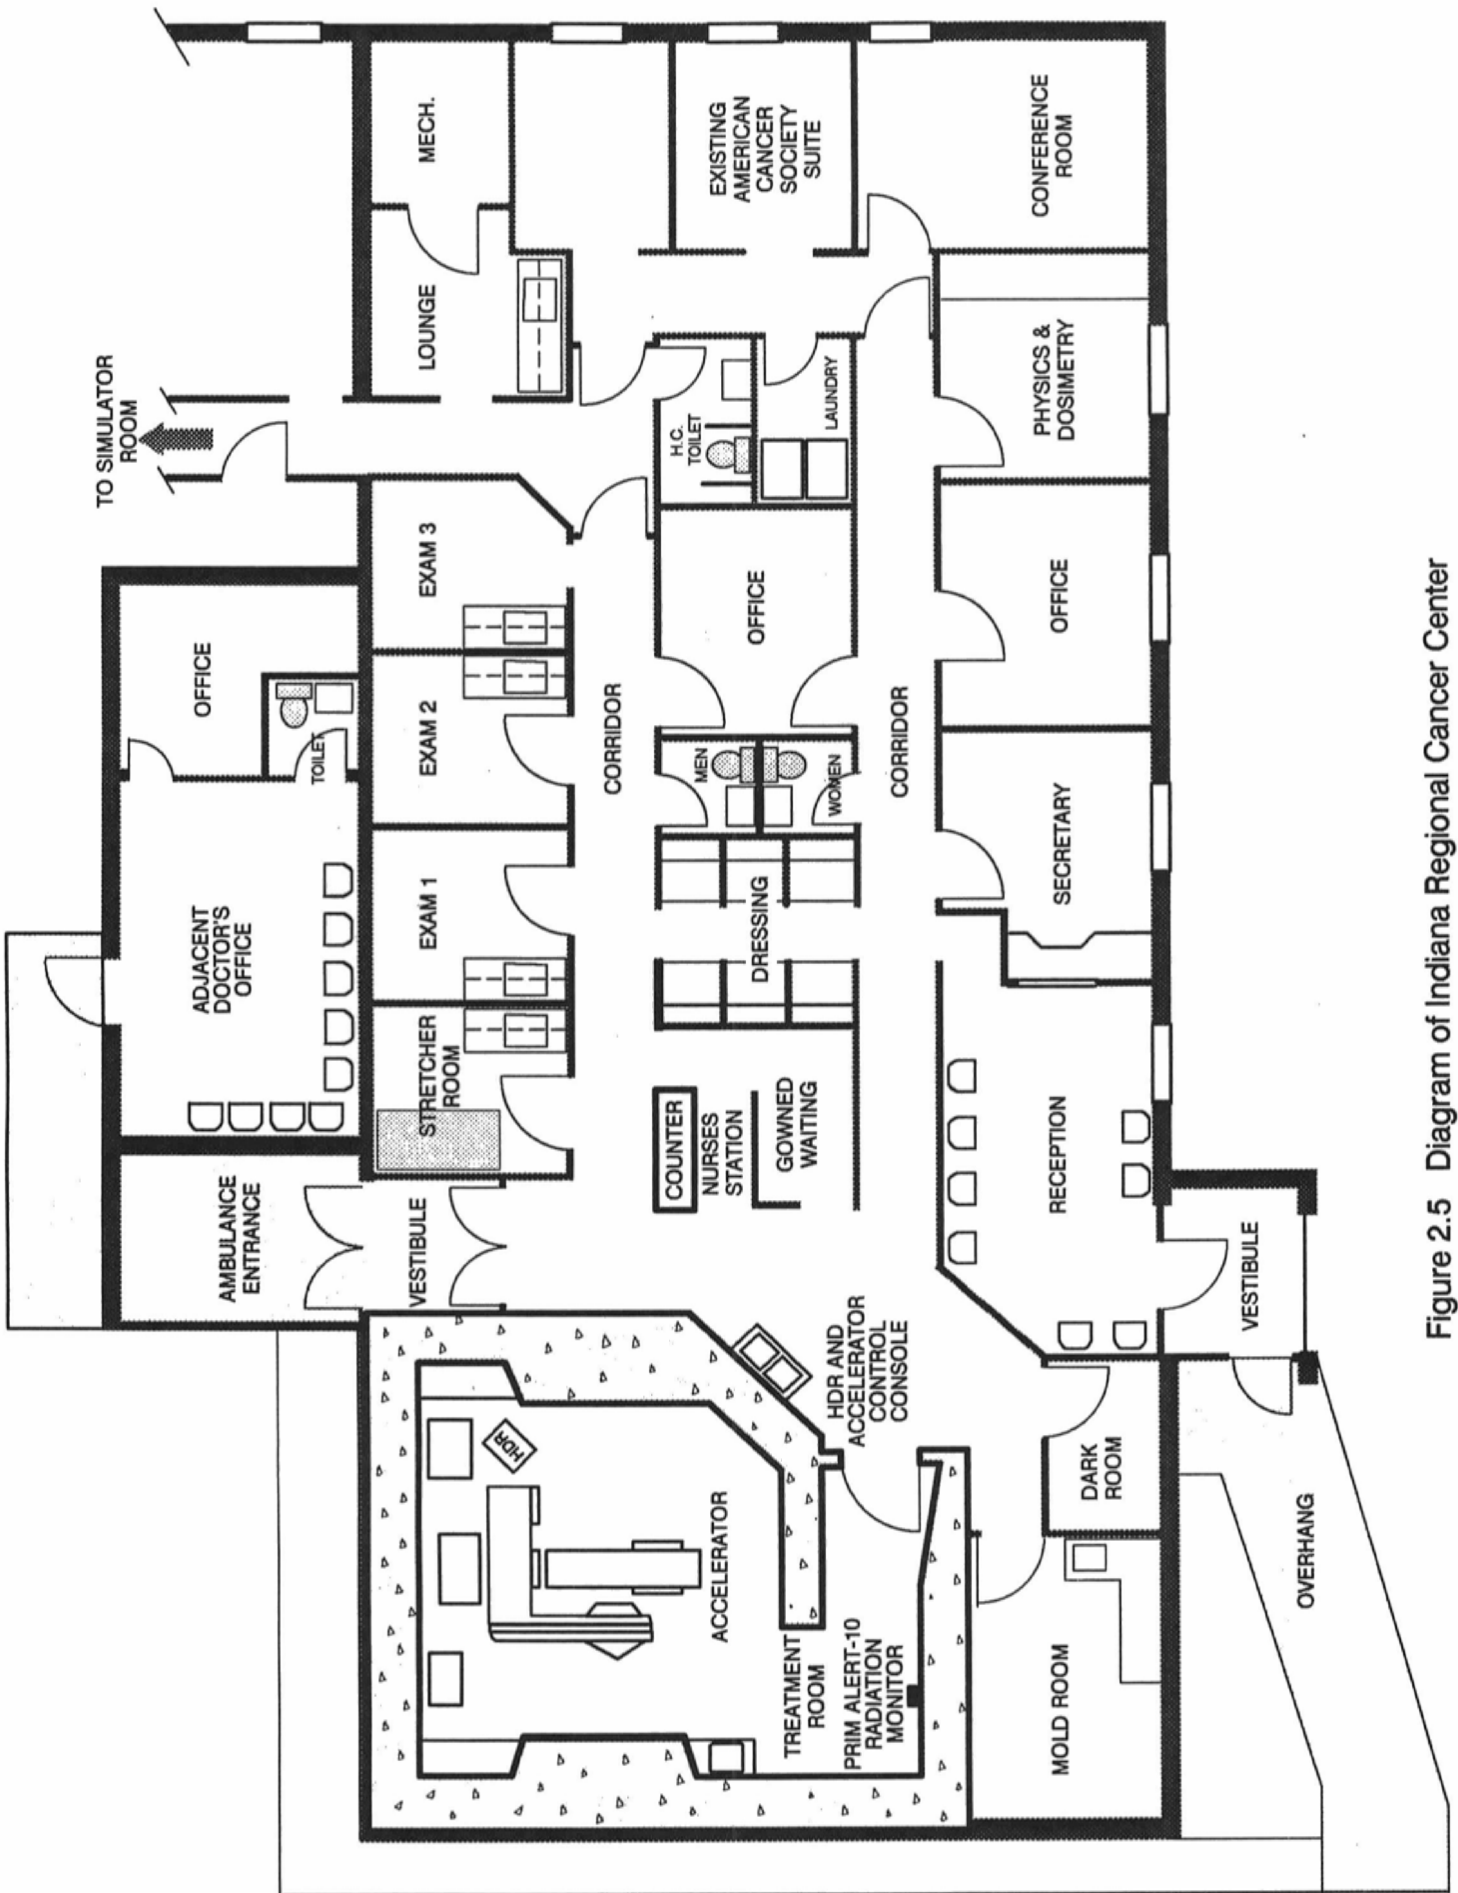 TO SIMULATOR
ROOM
MECH.
LOUNGE
EXISTING
AMERICAN
CANCER
SOCIETY
SUITE
CONFERENCE
ROOM
H.C.
TOILET
LAUNDRY
PHYSICS &
DOSIMETRY
OFFICE
TOILET
ADJACENT
DOCTOR'S
OFFICE
EXAM 3
EXAM 2
EXAM 1
STRETCHER
ROOM
CORRIDOR
OFFICE
MEN
WOMEN
CORRIDOR
OFFICE
SECRETARY
DRESSING
COUNTER
NURSES
STATION
GOWNED
WAITING
RECEPTION
AMBULANCE
ENTRANCE
VESTIBULE
VESTIBULE
HDR AND
ACCELERATOR
CONTROL
CONSOLE
HDR
ACCELERATOR
TREATMENT
ROOM
PRIM ALERT-10
RADIATION
MONITOR
DARK
ROOM
MOLD ROOM
OVERHANG
Figure 2.5 Diagram of Indiana Regional Cancer Center